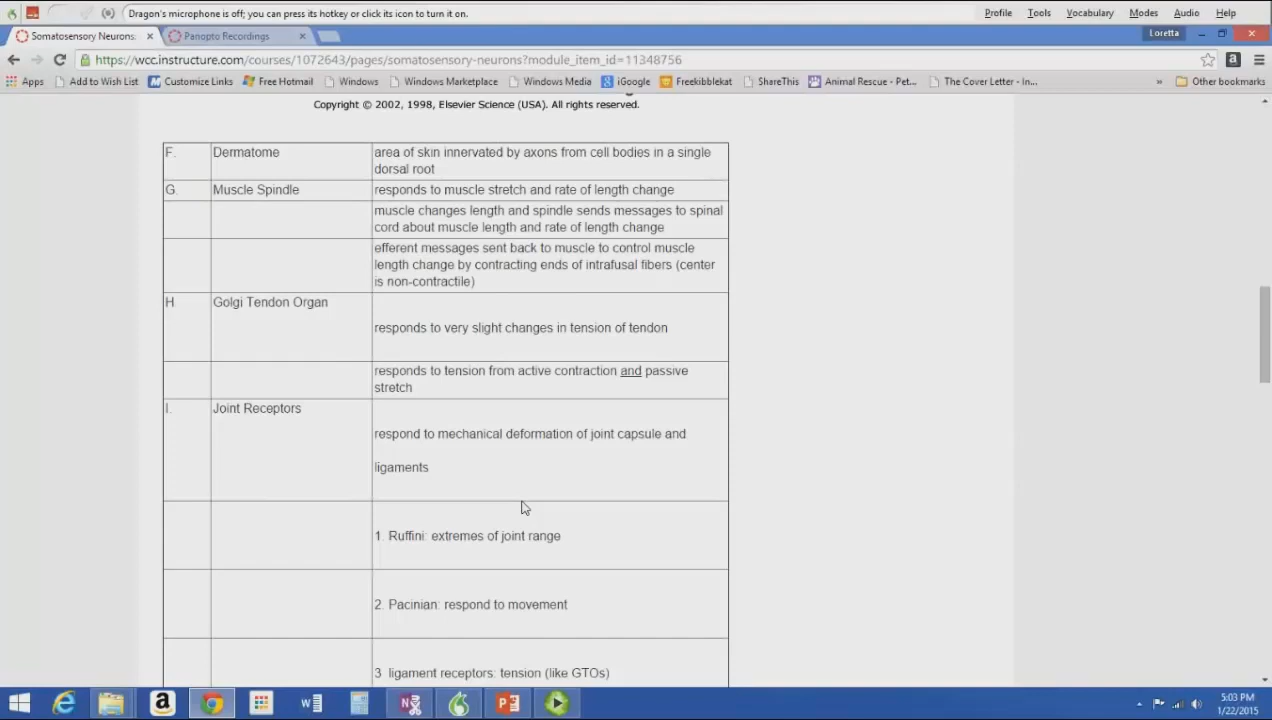 Dragon's microphone is off; you can press its hotkey or click its icon to turn it on.
Profile Tools Vocabulary Modes Audio Help
Somatosensory Neurons: × Panopto Recordings ×
Loretta
https://wcc.instructure.com/courses/1072643/pages/somatosensory-neurons?module_item_id=11348756
Apps Add to Wish List Customize Links Free Hotmail Windows Windows Marketplace Windows Media iGoogle Freekibblekat ShareThis Animal Rescue - Pet... The Cover Letter - In... » Other bookmarks
Copyright © 2002, 1998, Elsevier Science (USA). All rights reserved.
F. Dermatome area of skin innervated by axons from cell bodies in a single
dorsal root
G. Muscle Spindle responds to muscle stretch and rate of length change
muscle changes length and spindle sends messages to spinal
cord about muscle length and rate of length change
efferent messages sent back to muscle to control muscle
length change by contracting ends of intrafusal fibers (center
is non-contractile)
H. Golgi Tendon Organ
responds to very slight changes in tension of tendon
responds to tension from active contraction and passive
stretch
I. Joint Receptors
respond to mechanical deformation of joint capsule and
ligaments
1. Ruffini: extremes of joint range
2. Pacinian: respond to movement
3. ligament receptors: tension (like GTOs)
5:03 PM
1/22/2015